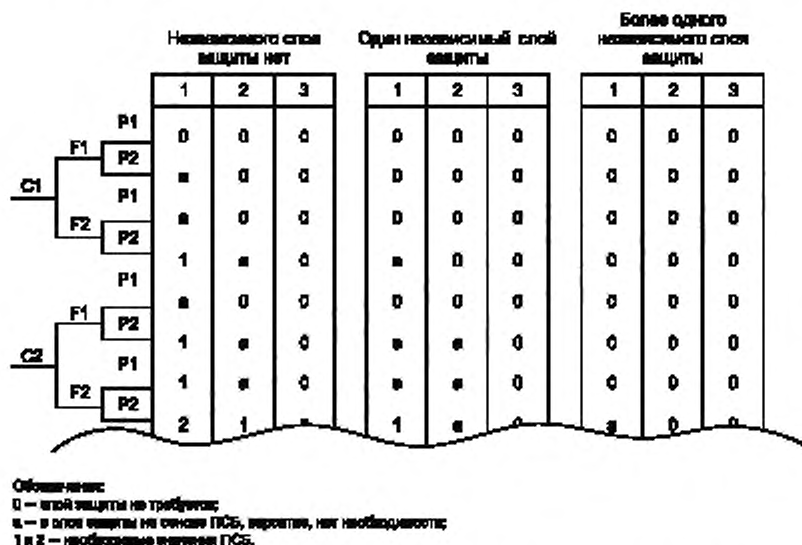 Независимого слоя защиты нет
Один независимый слой защиты
Более одного независимого слоя защиты
1 2 3 1 2 3 1 2 3
C1
F1
P1 0 0 0 0 0 0 0 0 0
P2 a 0 0 0 0 0 0 0 0
F2
P1 a 0 0 0 0 0 0 0 0
P2 1 a 0 a 0 0 0 0 0
C2
F1
P1 a 0 0 0 0 0 0 0 0
P2 1 a 0 a a 0 0 0 0
F2
P1 1 a 0 a a 0 0 0 0
P2 2 1 1 a a 0 0
Обозначение:
0 — слой защиты не требуется;
a — в слое защиты на основе ПСБ, вероятно, нет необходимости;
1 и 2 — необходимые значения ПСБ.